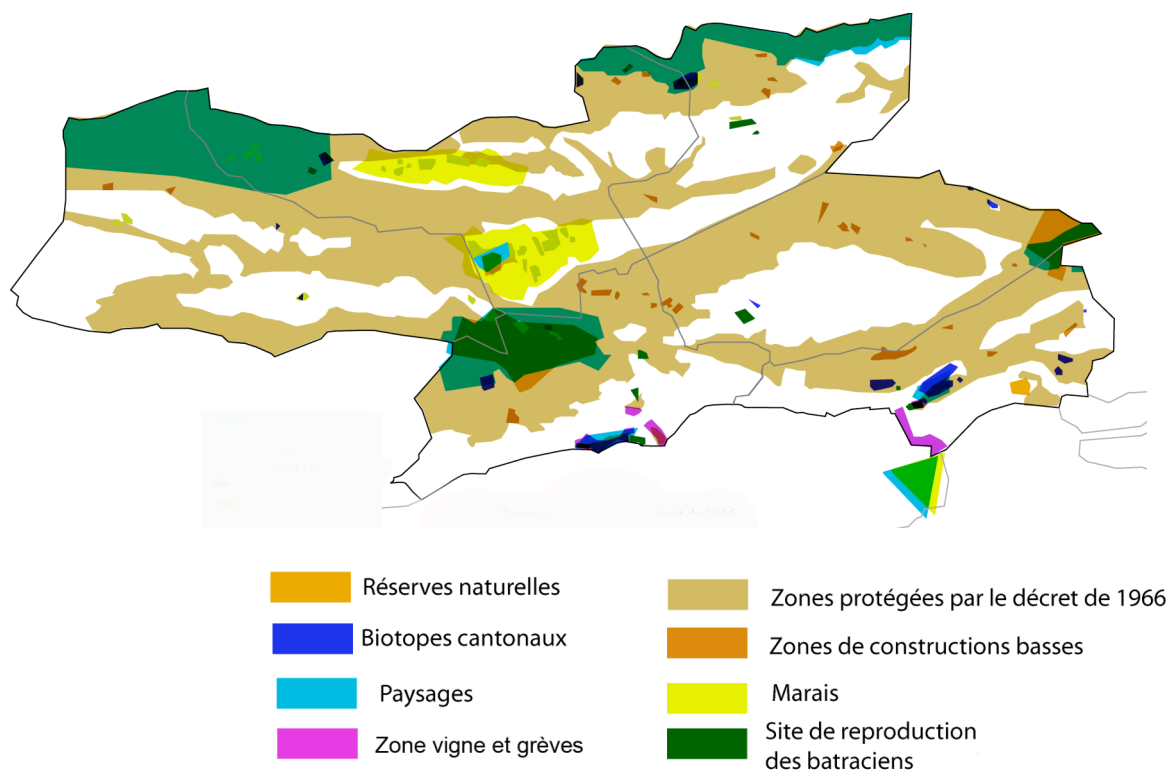 Réserves naturelles
Biotopes cantonaux
Paysages
Zone vigne et grèves
Zones protégées par le décret de 1966
Zones de constructions basses
Marais
Site de reproduction
des batraciens